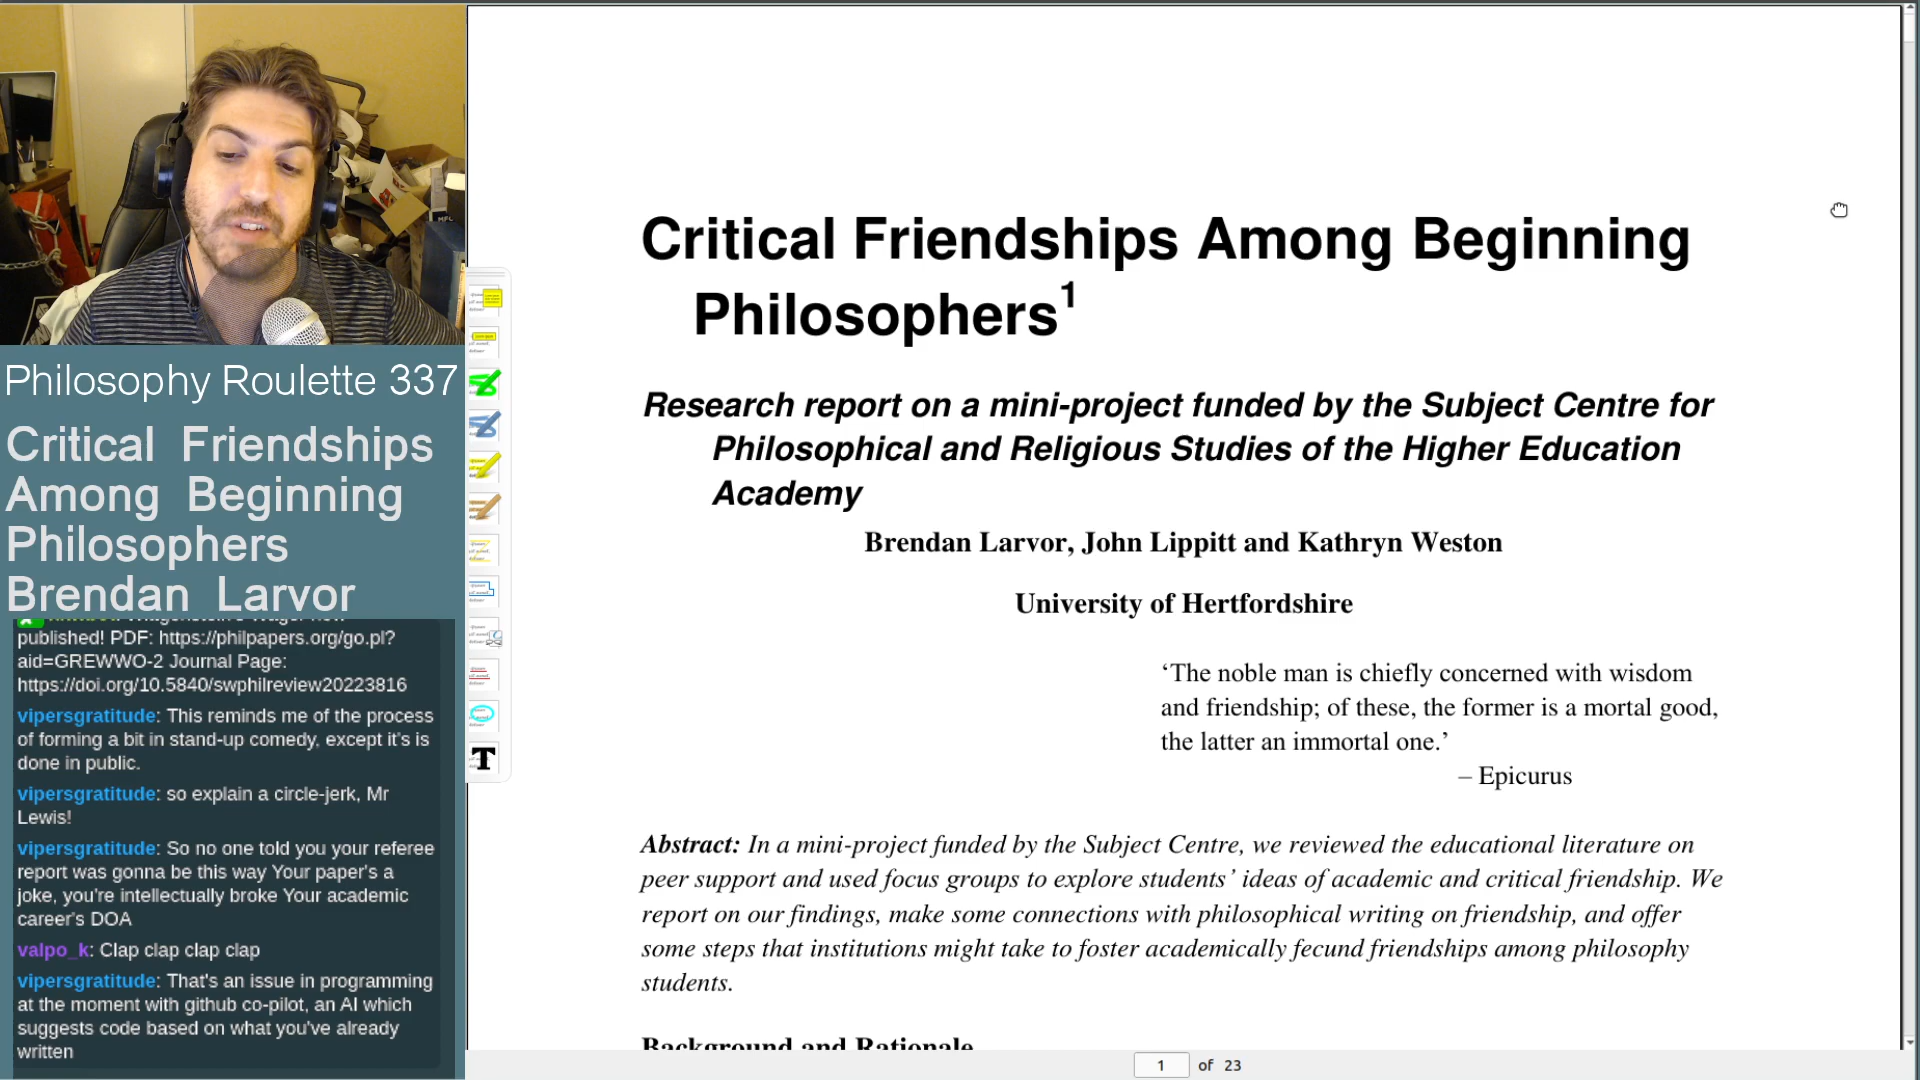 Philosophy Roulette 337
Critical Friendships
Among Beginning
Philosophers
Brendan Larvor
published! PDF: https://philpapers.org/go.pl?
aid=GREWWO-2 Journal Page:
https://doi.org/10.5840/swphilreview20223816
vipersgratitude: This reminds me of the process
of forming a bit in stand-up comedy, except it's is
done in public.
vipersgratitude: so explain a circle-jerk, Mr
Lewis!
vipersgratitude: So no one told you your referee
report was gonna be this way Your paper's a
joke, you're intellectually broke Your academic
career's DOA
valpo_k: Clap clap clap clap
vipersgratitude: That's an issue in programming
at the moment with github co-pilot, an AI which
suggests code based on what you've already
written
Critical Friendships Among Beginning
Philosophers1
Research report on a mini-project funded by the Subject Centre for
Philosophical and Religious Studies of the Higher Education
Academy
Brendan Larvor, John Lippitt and Kathryn Weston
University of Hertfordshire
‘The noble man is chiefly concerned with wisdom
and friendship; of these, the former is a mortal good,
the latter an immortal one.’
– Epicurus
Abstract: In a mini-project funded by the Subject Centre, we reviewed the educational literature on
peer support and used focus groups to explore students’ ideas of academic and critical friendship. We
report on our findings, make some connections with philosophical writing on friendship, and offer
some steps that institutions might take to foster academically fecund friendships among philosophy
students.
Background and Rationale
1 of 23
T